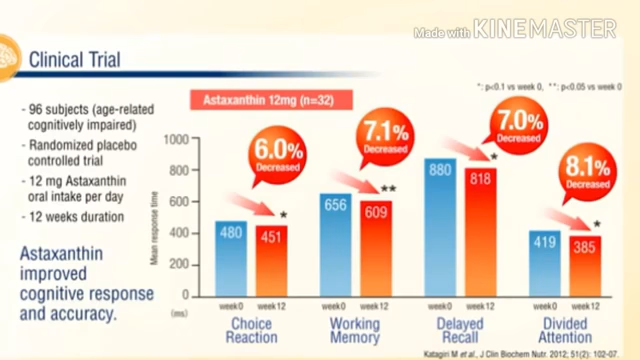 Made with KINEMASTER
Clinical Trial
*: p<0.1 vs week 0, **: p<0.05 vs week 0
Astaxanthin 12mg (n=32)
- 96 subjects (age-related
cognitively impaired)
- Randomized placebo
controlled trial
- 12 mg Astaxanthin
oral intake per day
- 12 weeks duration
Astaxanthin
improved
cognitive response
and accuracy.
Mean response time
1000
800
600
400
200
0
(ms)
6.0%
Decreased
*
480
451
week0 week12
Choice
Reaction
7.1%
Decreased
**
656
609
week0 week12
Working
Memory
7.0%
Decreased
*
880
818
week0 week12
Delayed
Recall
8.1%
Decreased
*
419
385
week0 week12
Divided
Attention
Katagiri M et al., J Clin Biochem Nutr. 2012; 51(2): 102-07.